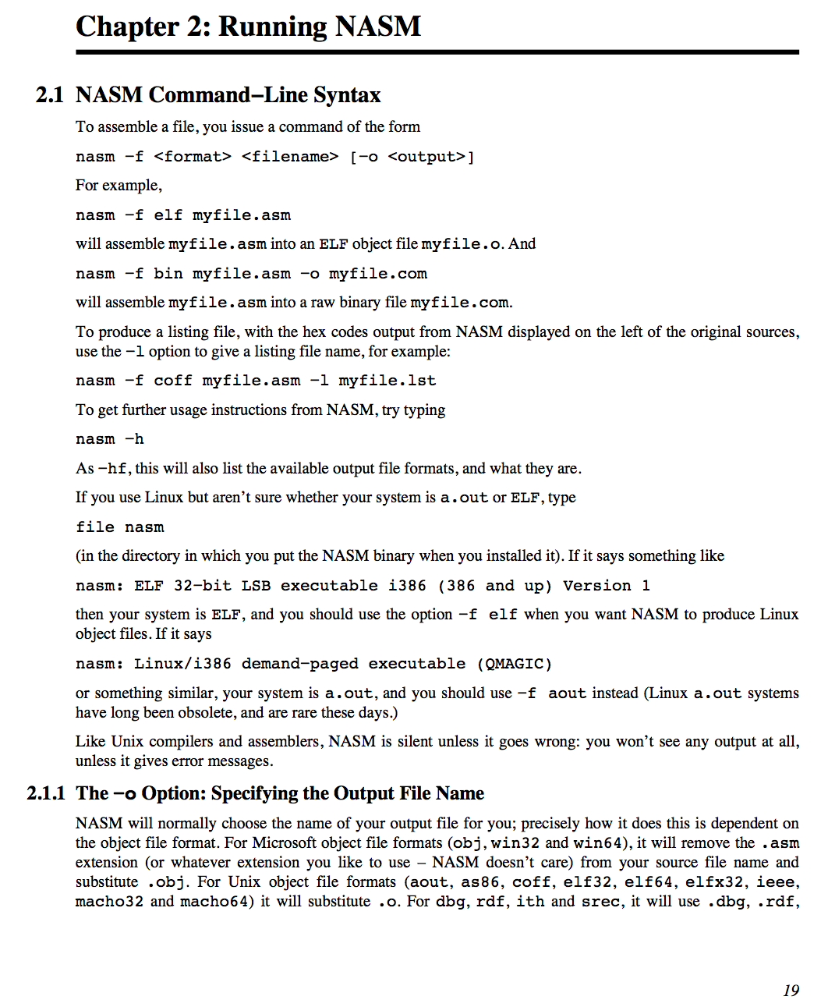 Chapter 2: Running NASM
2.1 NASM Command−Line Syntax
To assemble a file, you issue a command of the form
nasm −f <format> <filename> [−o <output>]
For example,
nasm −f elf myfile.asm
will assemble myfile.asm into an ELF object file myfile.o. And
nasm −f bin myfile.asm −o myfile.com
will assemble myfile.asm into a raw binary file myfile.com.
To produce a listing file, with the hex codes output from NASM displayed on the left of the original sources,
use the −l option to give a listing file name, for example:
nasm −f coff myfile.asm −l myfile.lst
To get further usage instructions from NASM, try typing
nasm −h
As −hf, this will also list the available output file formats, and what they are.
If you use Linux but aren’t sure whether your system is a.out or ELF, type
file nasm
(in the directory in which you put the NASM binary when you installed it). If it says something like
nasm: ELF 32−bit LSB executable i386 (386 and up) Version 1
then your system is ELF, and you should use the option −f elf when you want NASM to produce Linux
object files. If it says
nasm: Linux/i386 demand−paged executable (QMAGIC)
or something similar, your system is a.out, and you should use −f aout instead (Linux a.out systems
have long been obsolete, and are rare these days.)
Like Unix compilers and assemblers, NASM is silent unless it goes wrong: you won’t see any output at all,
unless it gives error messages.
2.1.1 The −o Option: Specifying the Output File Name
NASM will normally choose the name of your output file for you; precisely how it does this is dependent on
the object file format. For Microsoft object file formats (obj, win32 and win64), it will remove the .asm
extension (or whatever extension you like to use – NASM doesn’t care) from your source file name and
substitute .obj. For Unix object file formats (aout, as86, coff, elf32, elf64, elfx32, ieee,
macho32 and macho64) it will substitute .o. For dbg, rdf, ith and srec, it will use .dbg, .rdf,
19